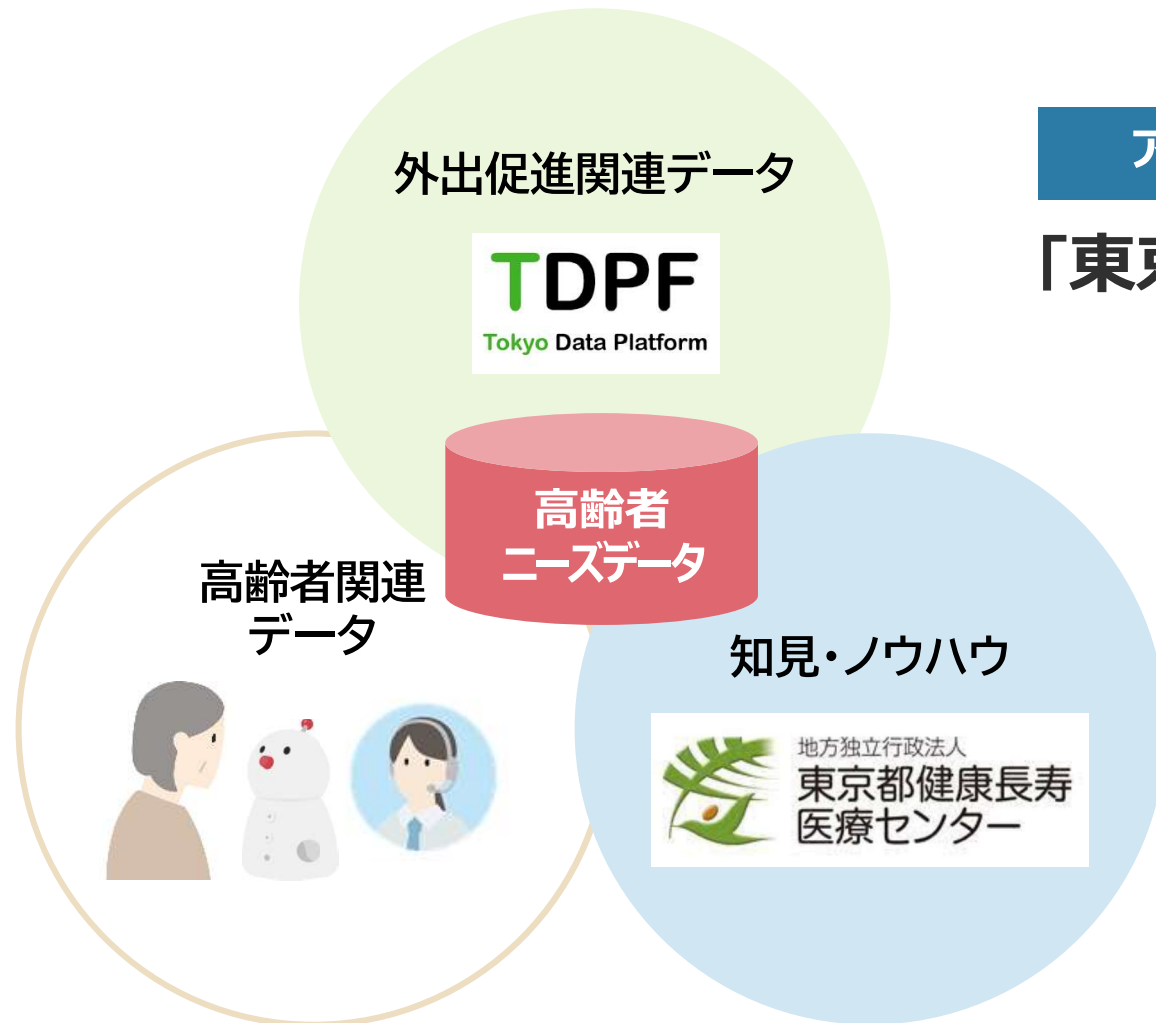 外出促進関連データ
TDPF
Tokyo Data Platform
ア
「東京
高齢者
ニーズデータ
高齢者関連
データ
知見・ノウハウ
地方独立行政法人
東京都健康長寿
医療センター